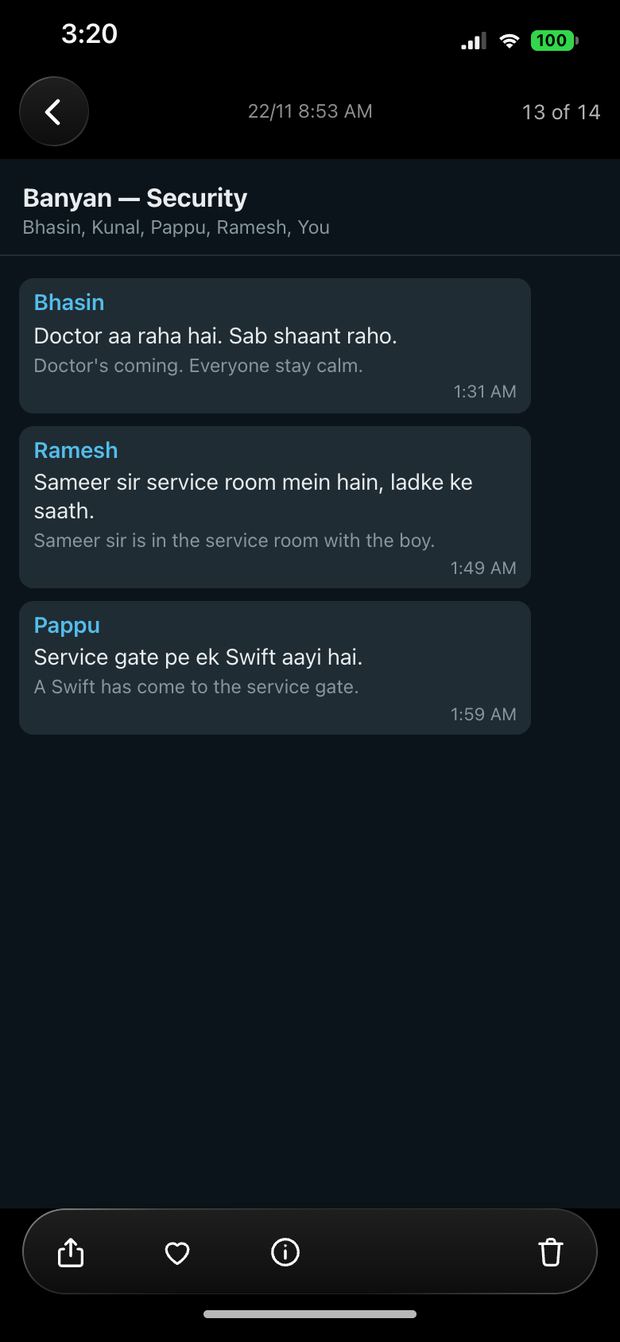 3:20
100
22/11 8:53 AM
13 of 14
Banyan — Security
Bhasin, Kunal, Pappu, Ramesh, You
Bhasin
Doctor aa raha hai. Sab shaant raho.
Doctor's coming. Everyone stay calm.
1:31 AM
Ramesh
Sameer sir service room mein hain, ladke ke
saath.
Sameer sir is in the service room with the boy.
1:49 AM
Pappu
Service gate pe ek Swift aayi hai.
A Swift has come to the service gate.
1:59 AM